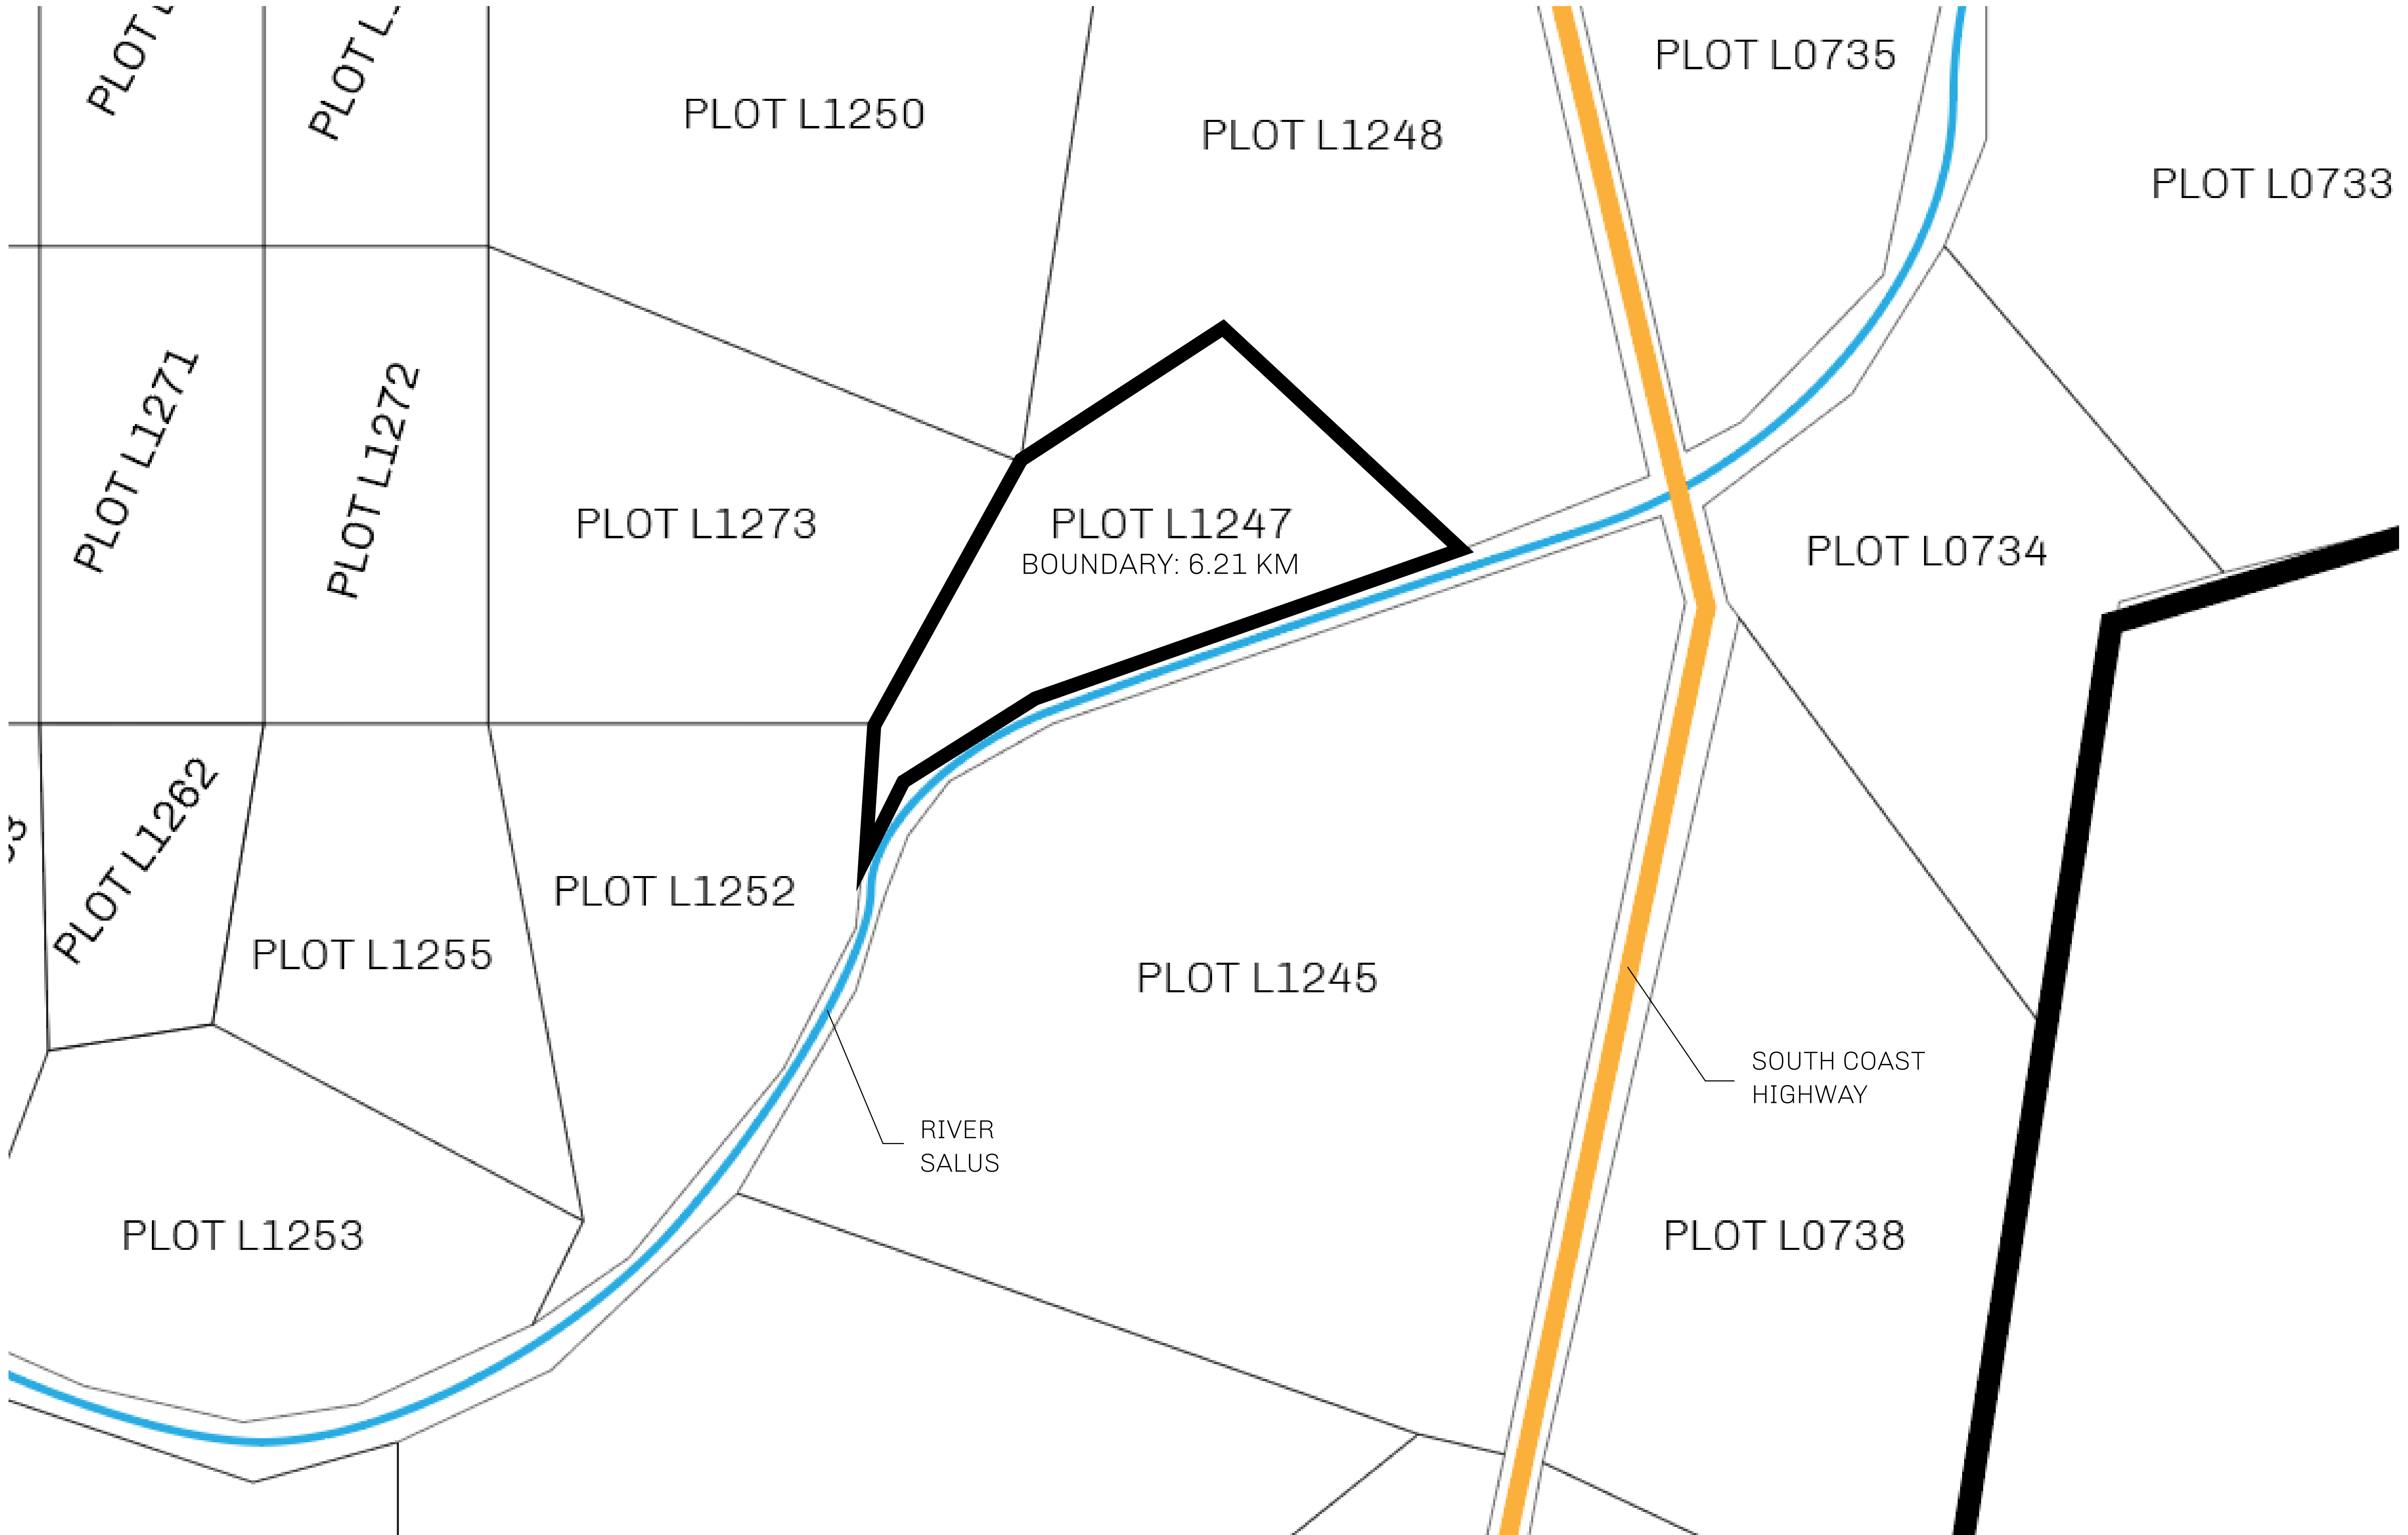 PLOT
PLOT
PLOT L1250
PLOT L1248
PLOT L0735
PLOT L0733
PLOT L1271
PLOT L1272
PLOT L1273
PLOT L1247
BOUNDARY: 6.21 KM
PLOT L0734
PLOT L1262
PLOT L1255
PLOT L1252
PLOT L1245
SOUTH COAST
HIGHWAY
RIVER
SALUS
PLOT L1253
PLOT L0738